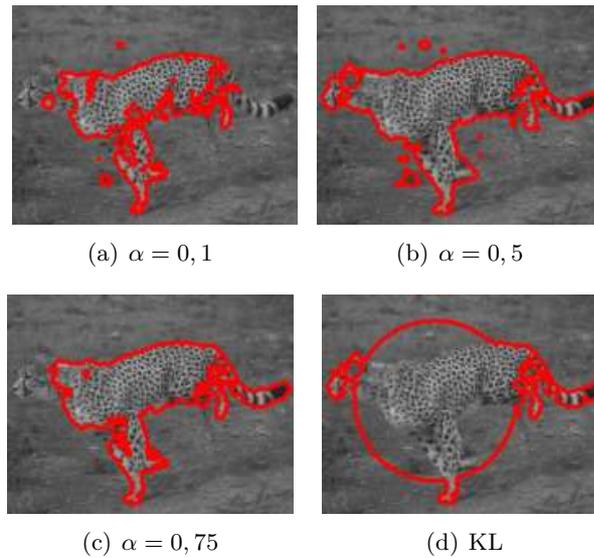 (a) α = 0, 1
(b) α = 0, 5
(c) α = 0, 75
(d) KL